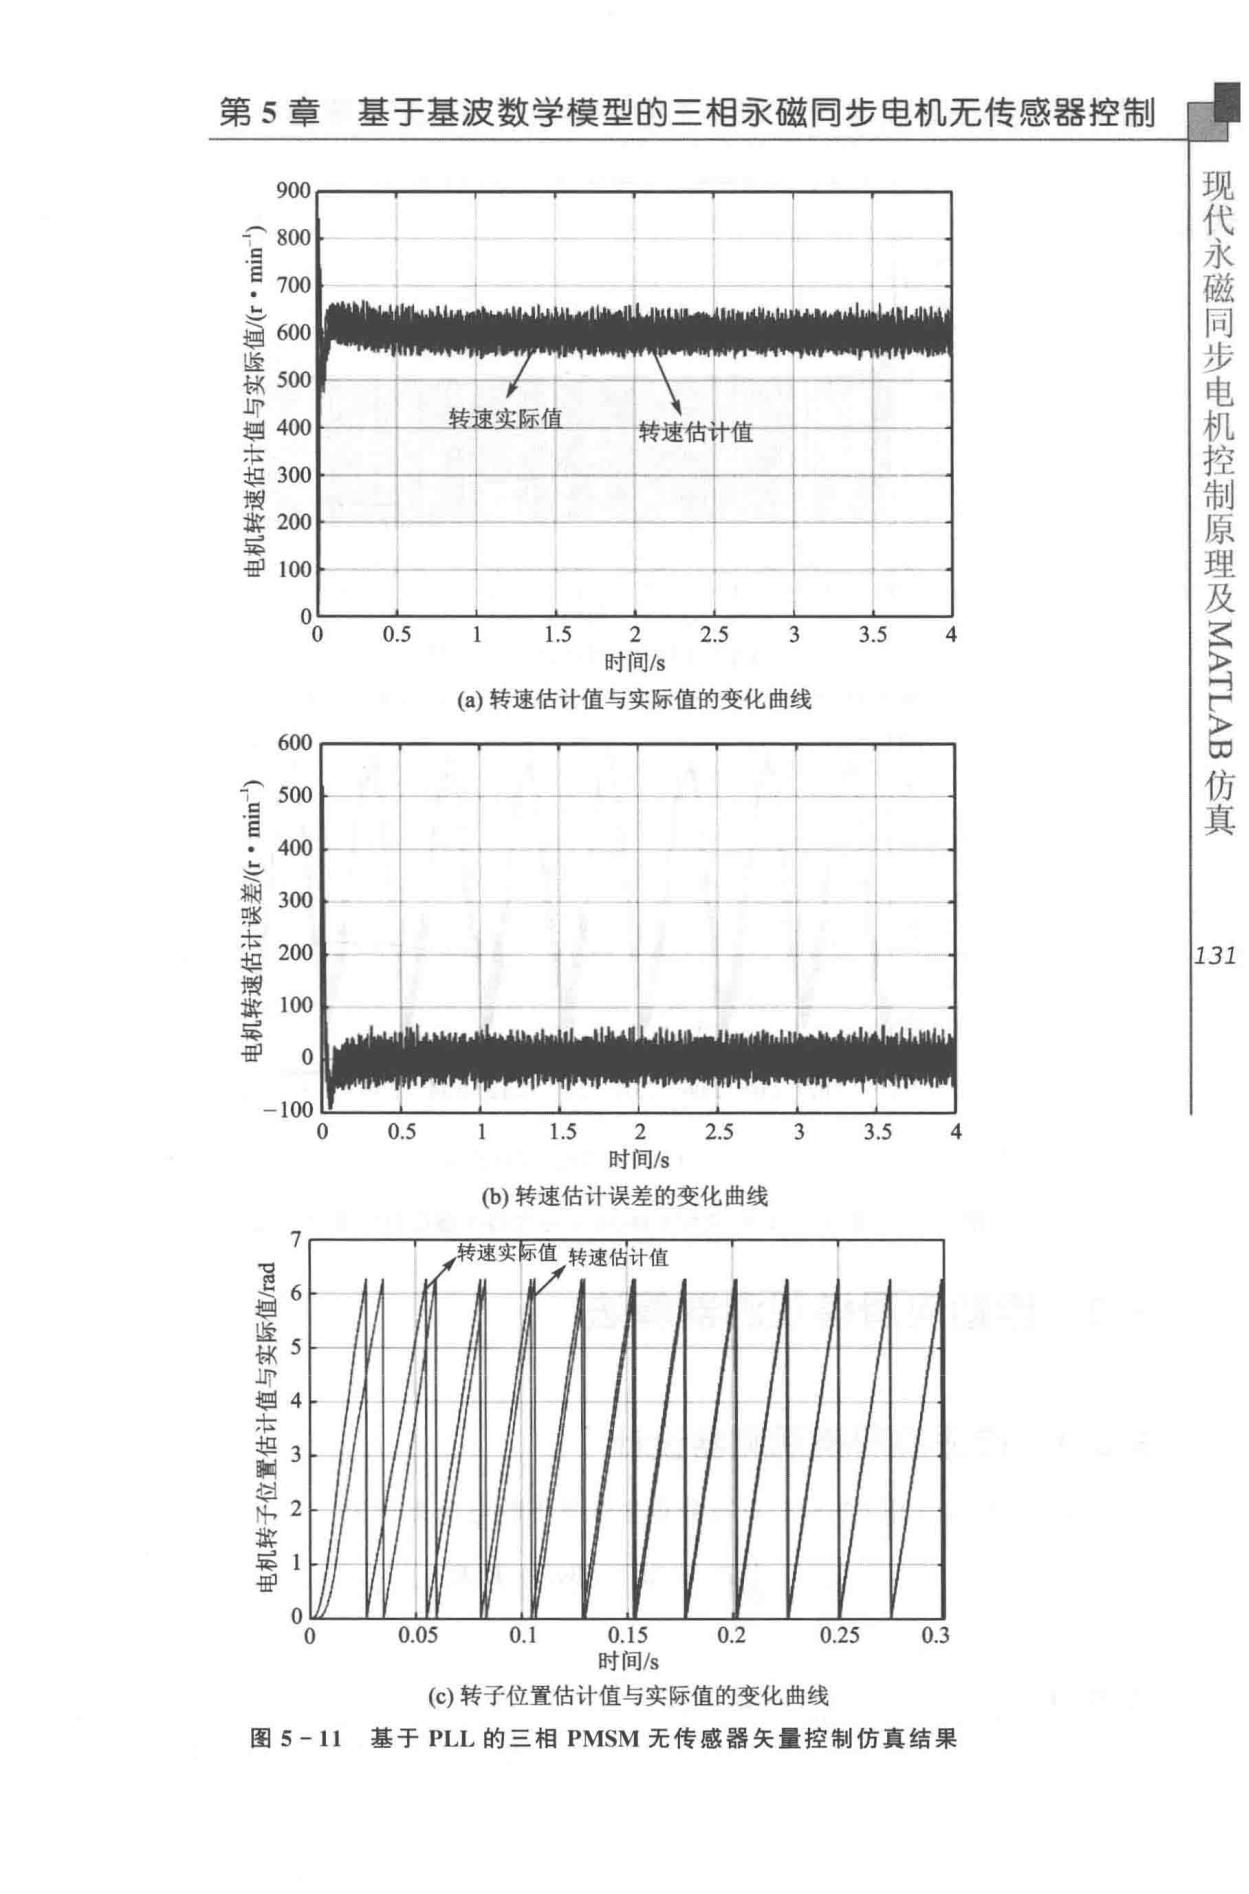 第 5 章 基于基波数学模型的三相永磁同步电机无传感器控制
900
800
700
600
500
400
300
200
100
0
电机转速估计值与实际值/(r·min⁻¹)
转速实际值
转速估计值
0 0.5 1 1.5 2 2.5 3 3.5 4
时间/s
(a) 转速估计值与实际值的变化曲线
600
500
400
300
200
100
0
-100
电机转速估计误差/(r·min⁻¹)
0 0.5 1 1.5 2 2.5 3 3.5 4
时间/s
(b) 转速估计误差的变化曲线
7
6
5
4
3
2
1
0
电机转子位置估计值与实际值/rad
转速实际值 转速估计值
0 0.05 0.1 0.15 0.2 0.25 0.3
时间/s
(c) 转子位置估计值与实际值的变化曲线
图 5-11 基于 PLL 的三相 PMSM 无传感器矢量控制仿真结果
现代永磁同步电机控制原理及MATLAB仿真
131